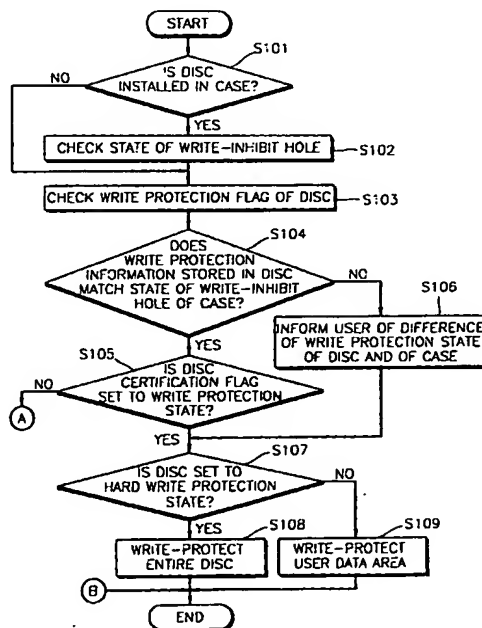 START
S101
IS DISC
INSTALLED IN CASE?
NO
YES
CHECK STATE OF WRITE-INHIBIT HOLE
S102
CHECK WRITE PROTECTION FLAG OF DISC
S103
S104
DOES
WRITE PROTECTION
INFORMATION STORED IN DISC
MATCH STATE OF WRITE-INHIBIT
HOLE OF CASE?
NO
S106
INFORM USER OF DIFFERENCE
OF WRITE PROTECTION STATE
OF DISC AND OF CASE
YES
S105
IS DISC
CERTIFICATION FLAG
SET TO WRITE PROTECTION
STATE?
NO
A
YES
S107
IS DISC SET TO
HARD WRITE PROTECTION
STATE?
NO
YES
S108
WRITE-PROTECT
ENTIRE DISC
S109
WRITE-PROTECT
USER DATA AREA
B
END